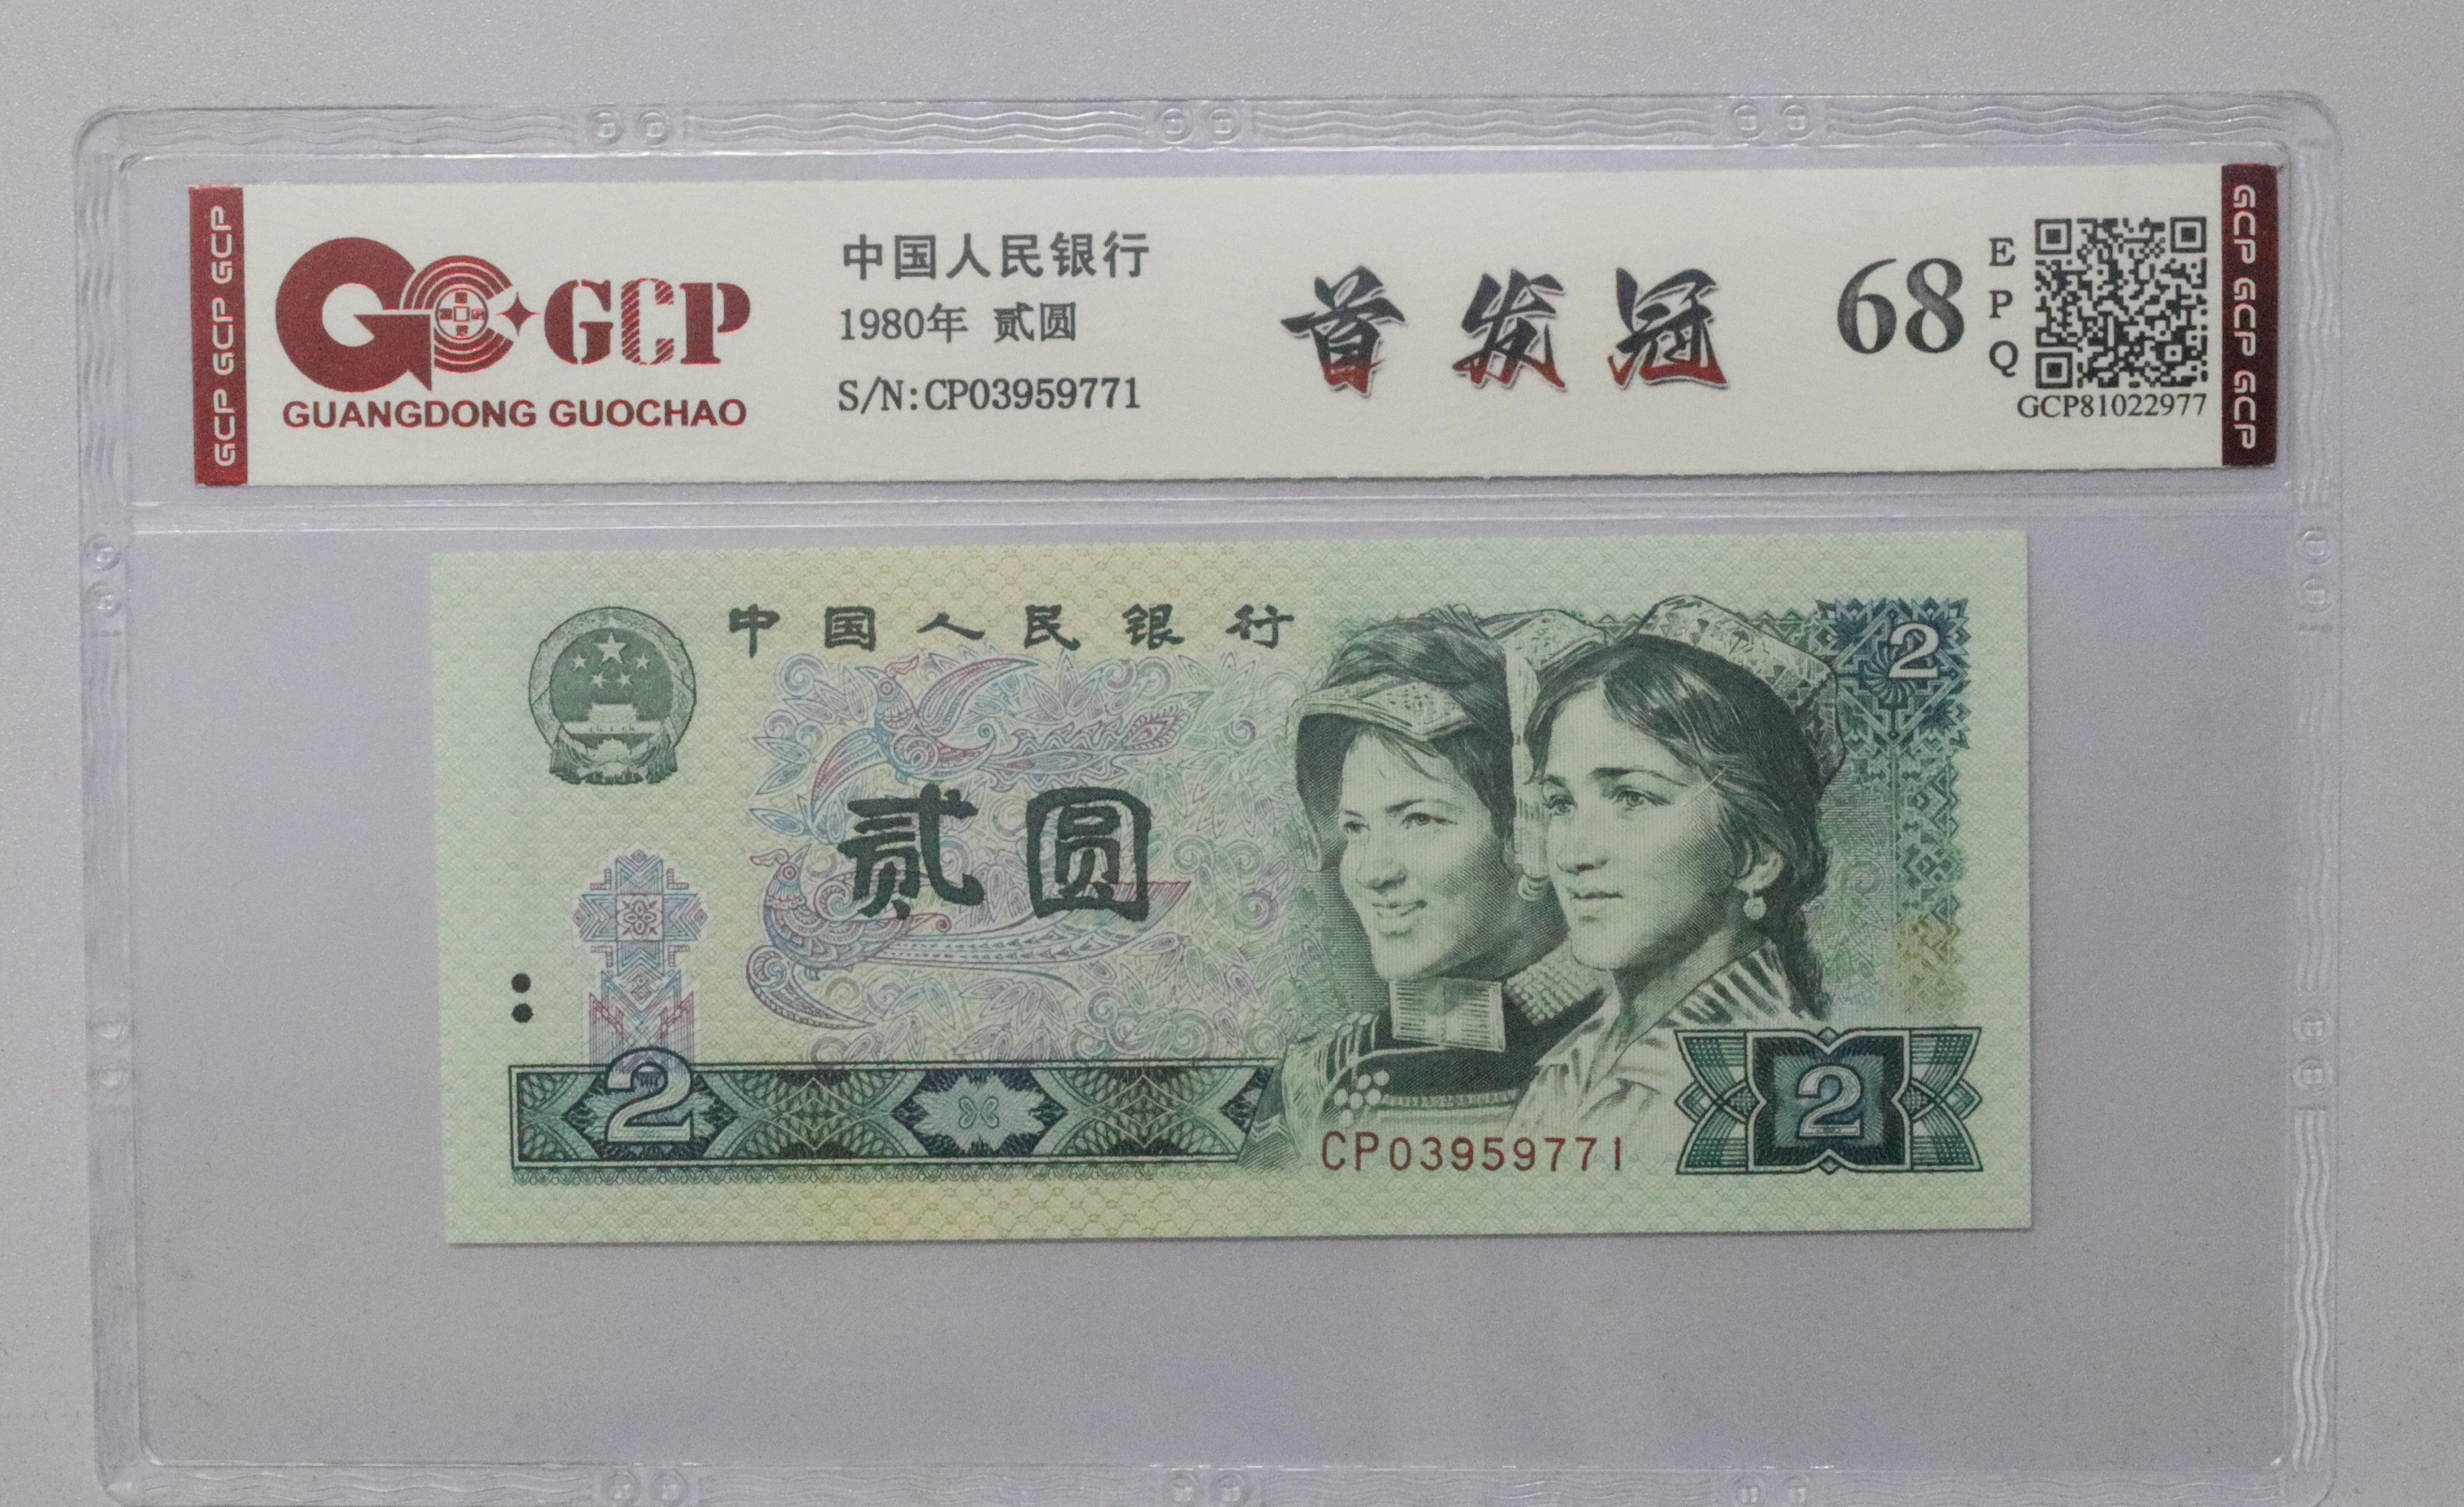 GCP GCP GCP
GCP
GUANGDONG GUOCHAO
中国人民银行
1980年 贰圆
S/N:CP03959771
首发冠
68
EPQ
GCP81022977
GCP GCP GCP
中国人民银行
2
贰圆
2
CP03959771
2